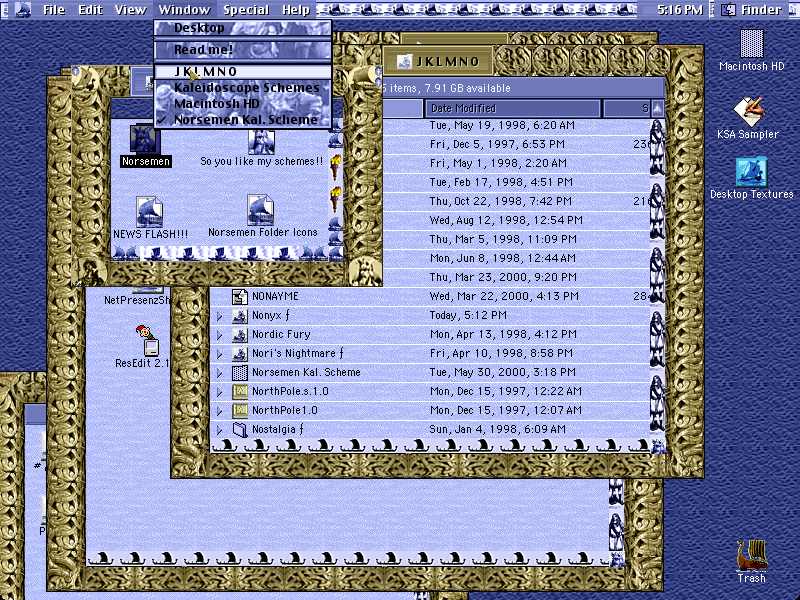 File Edit View Window Special Help 5:16 PM Finder
Desktop
Read me!
J K L M N O
Kaleidoscope Schemes
Macintosh HD
✓ Norsemen Kal. Scheme
J K L M N O
5 items, 7.91 GB available
Date Modified S
Tue, May 19, 1998, 6:20 AM
Fri, Dec 5, 1997, 6:53 PM 236
Fri, May 1, 1998, 2:20 AM
Tue, Feb 17, 1998, 4:51 PM
Thu, Oct 22, 1998, 7:42 PM 216
Wed, Aug 12, 1998, 12:54 PM
Thu, Mar 5, 1998, 11:09 PM
Mon, Jun 8, 1998, 12:44 AM
Thu, Mar 23, 2000, 9:20 PM
NONAYME Wed, Mar 22, 2000, 4:13 PM 284
Nonyx ƒ Today, 5:12 PM
Nordic Fury Mon, Apr 13, 1998, 4:12 PM
Nori's Nightmare ƒ Fri, Apr 10, 1998, 8:58 PM
Norsemen Kal. Scheme Tue, May 30, 2000, 3:18 PM
NorthPole.s.1.0 Mon, Dec 15, 1997, 12:22 AM
NorthPole1.0 Mon, Dec 15, 1997, 12:07 AM
Nostalgia ƒ Sun, Jan 4, 1998, 6:09 AM
Norsemen
So you like my schemes!!
NEWS FLASH!!!
Norsemen Folder Icons
NetPresenzSh
ResEdit 2.1
#
P
Macintosh HD
KSA Sampler
Desktop Textures
Trash